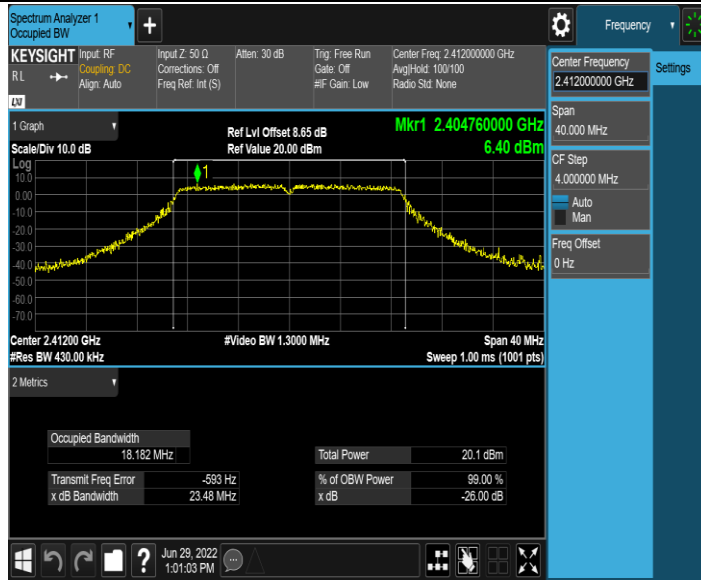 Spectrum Analyzer 1
Occupied BW
Frequency
KEYSIGHT
RL
LXI
Input: RF
Coupling: DC
Align: Auto
Input Z: 50 Ω
Corrections: Off
Freq Ref: Int (S)
Atten: 30 dB
Trig: Free Run
Gate: Off
#IF Gain: Low
Center Freq: 2.412000000 GHz
Avg|Hold: 100/100
Radio Std: None
Center Frequency
2.412000000 GHz
Settings
Span
40.000 MHz
CF Step
4.000000 MHz
Auto
Man
Freq Offset
0 Hz
1 Graph
Scale/Div 10.0 dB
Ref Lvl Offset 8.65 dB
Ref Value 20.00 dBm
Mkr1 2.404760000 GHz
6.40 dBm
Log
10.0
0.00
-10.0
-20.0
-30.0
-40.0
-50.0
-60.0
-70.0
1
Center 2.41200 GHz
#Res BW 430.00 kHz
#Video BW 1.3000 MHz
Span 40 MHz
Sweep 1.00 ms (1001 pts)
2 Metrics
Occupied Bandwidth
18.182 MHz
Total Power 20.1 dBm
Transmit Freq Error -593 Hz
% of OBW Power 99.00 %
x dB Bandwidth 23.48 MHz
x dB -26.00 dB
?
Jun 29, 2022
1:01:03 PM